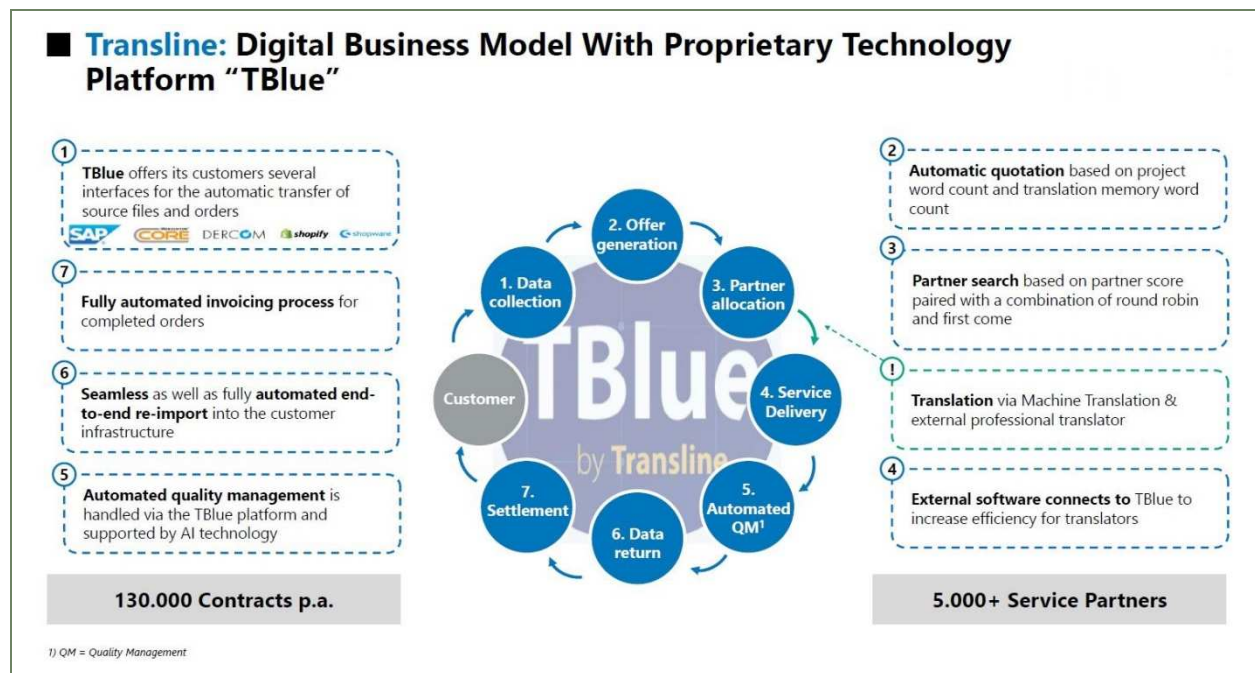 Transline: Digital Business Model With Proprietary Technology
Platform “TBlue”
1
TBlue offers its customers several
interfaces for the automatic transfer of
source files and orders
SAP
CORE
DERCOM
shopify
shopware
7
Fully automated invoicing process for
completed orders
6
Seamless as well as fully automated end-
to-end re-import into the customer
infrastructure
5
Automated quality management is
handled via the TBlue platform and
supported by AI technology
130.000 Contracts p.a.
TBlue
by Transline
Customer
1. Data
collection
2. Offer
generation
3. Partner
allocation
4. Service
Delivery
5.
Automated
QM¹
6. Data
return
7.
Settlement
2
Automatic quotation based on project
word count and translation memory word
count
3
Partner search based on partner score
paired with a combination of round robin
and first come
!
Translation via Machine Translation &
external professional translator
4
External software connects to TBlue to
increase efficiency for translators
5.000+ Service Partners
1) QM = Quality Management